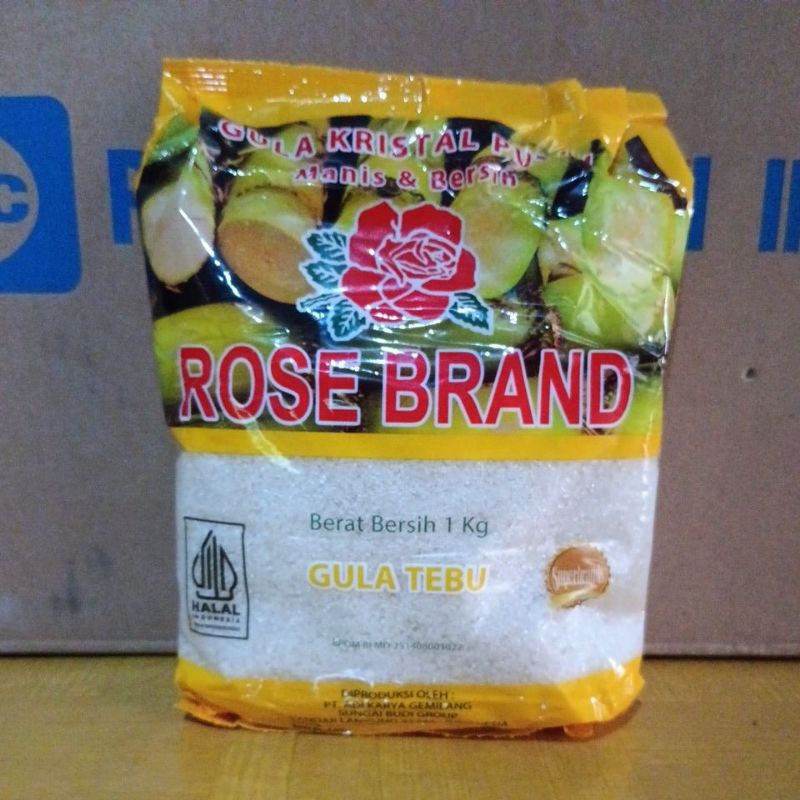 GULA KRISTAL
Manis & Bersih
ROSE BRAND
Berat Bersih 1 Kg
GULA TEBU
HALAL
INDONESIA
DIPRODUKSI OLEH :
PT. ADI KARYA GEMILANG
SUNGAI BUDI GROUP